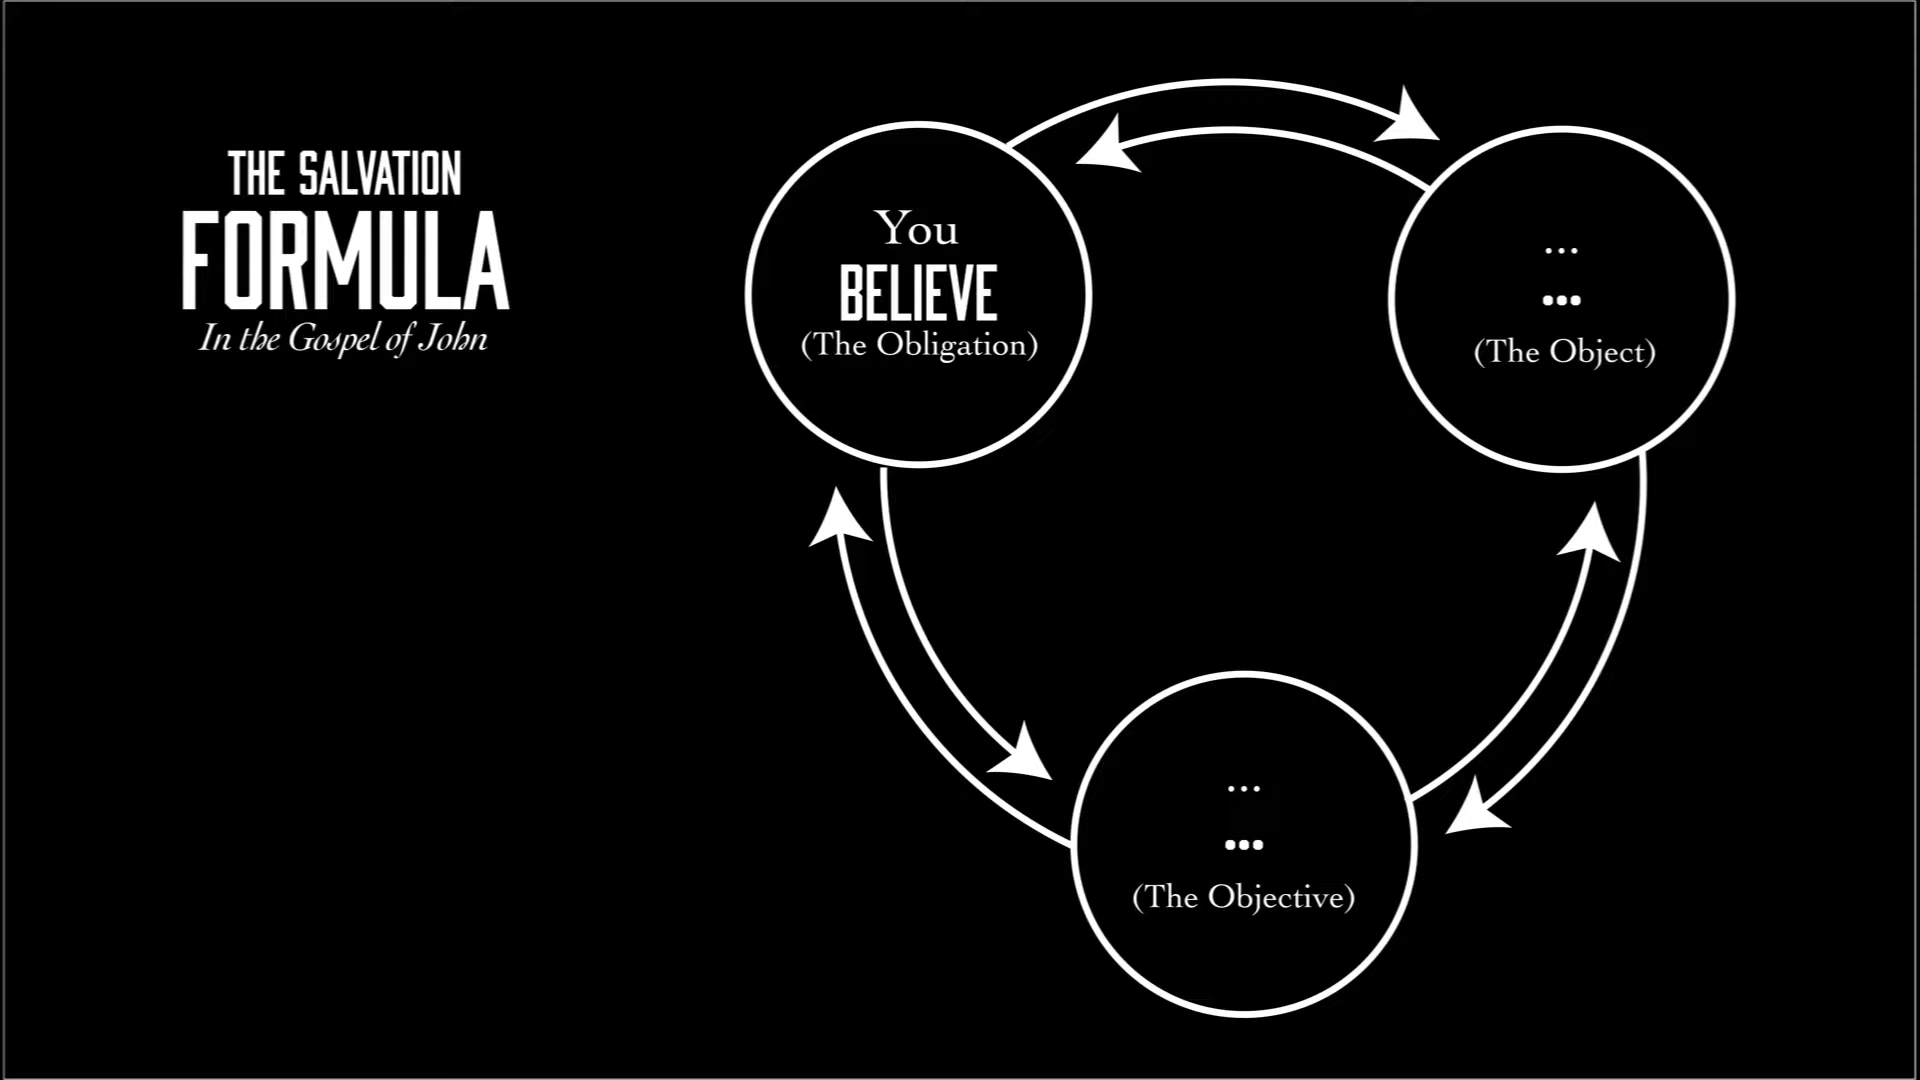 THE SALVATION
FORMULA
In the Gospel of John
You
BELIEVE
(The Obligation)
...
...
(The Object)
...
...
(The Objective)